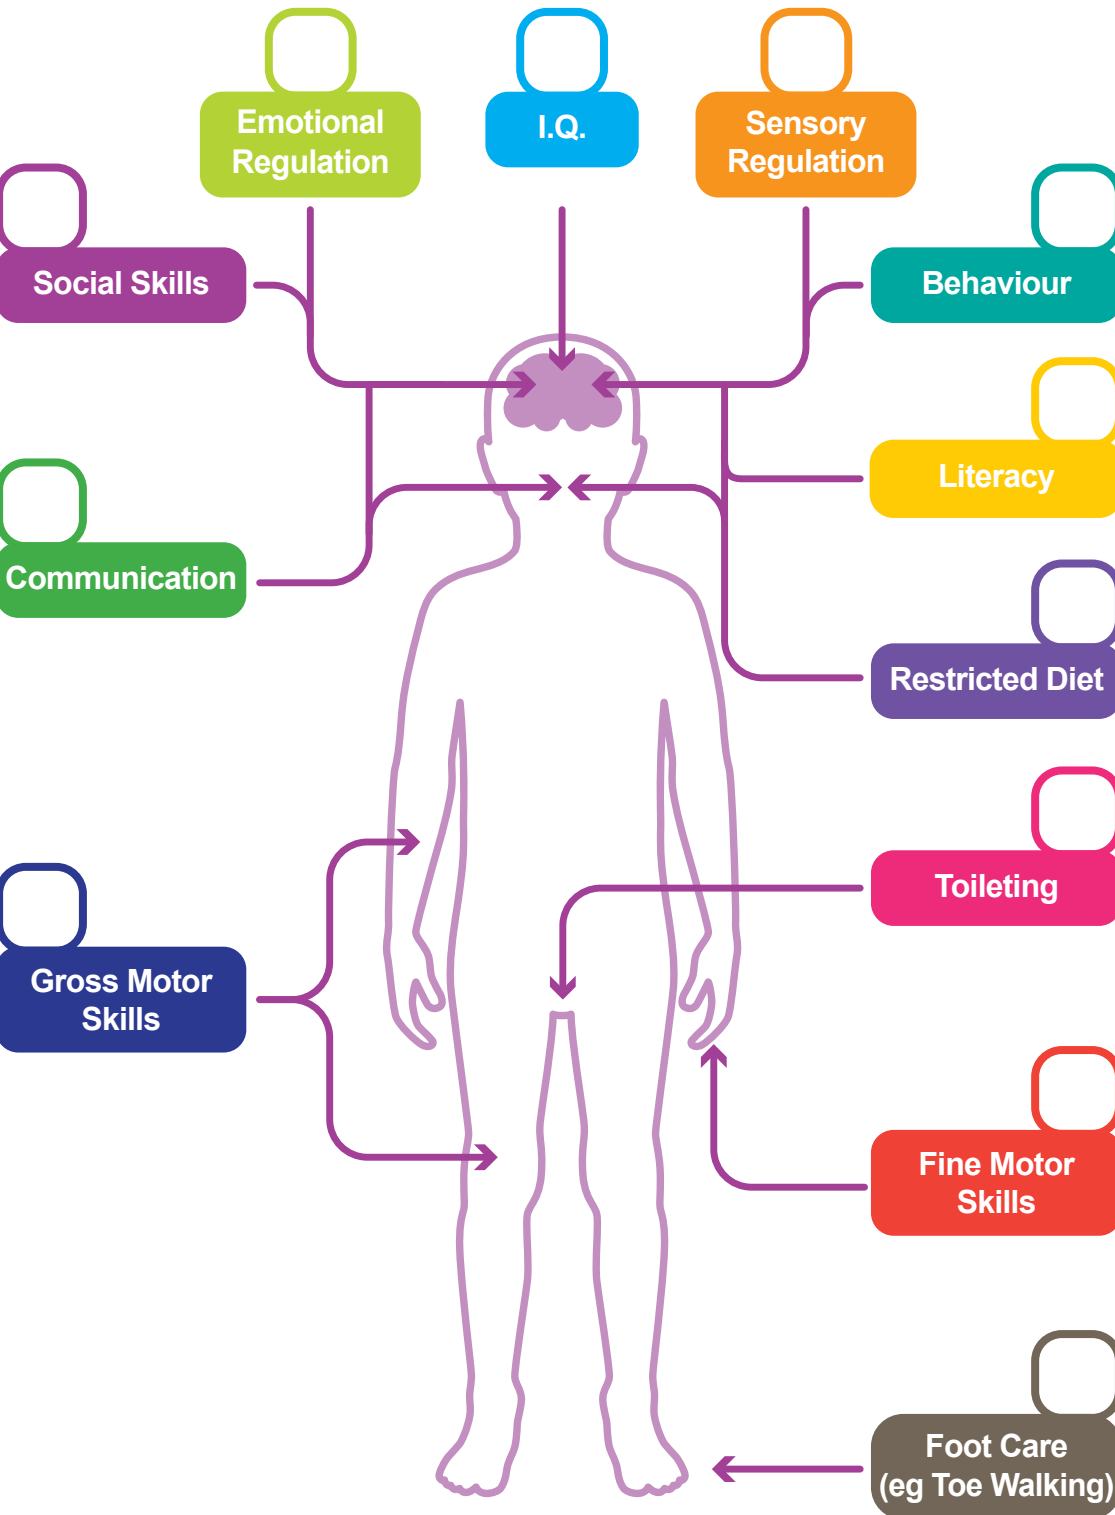 Emotional
Regulation
I.Q.
Sensory
Regulation
Social Skills
Behaviour
Literacy
Communication
Restricted Diet
Toileting
Gross Motor
Skills
Fine Motor
Skills
Foot Care
(eg Toe Walking)